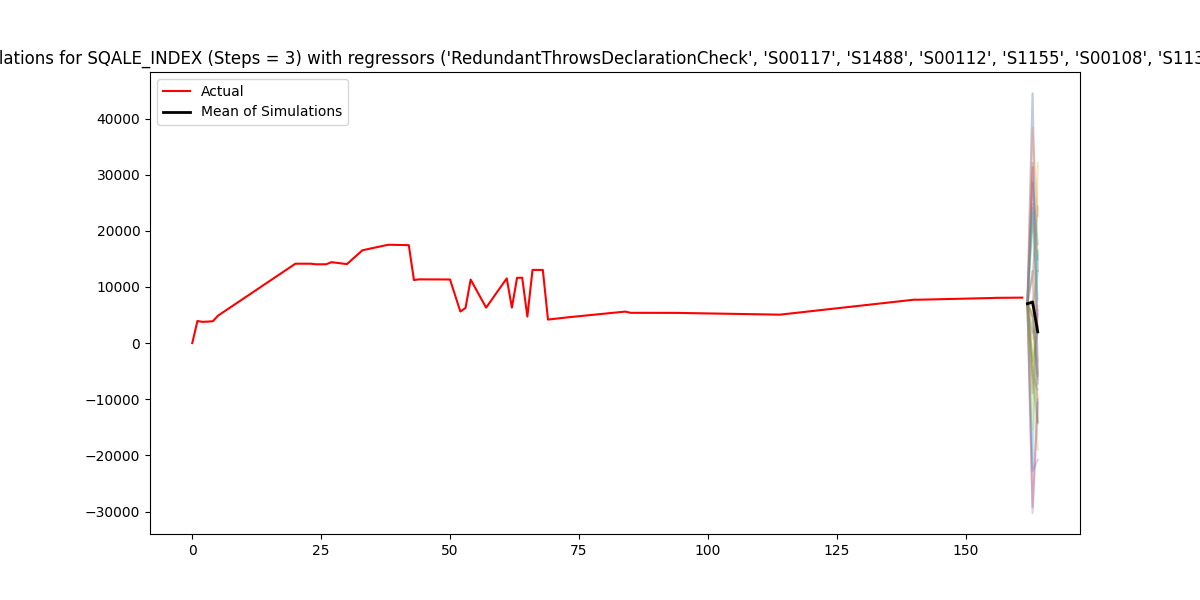 lations for SQALE_INDEX (Steps = 3) with regressors ('RedundantThrowsDeclarationCheck', 'S00117', 'S1488', 'S00112', 'S1155', 'S00108', 'S113
Actual
Mean of Simulations
40000
30000
20000
10000
0
−10000
−20000
−30000
0 25 50 75 100 125 150